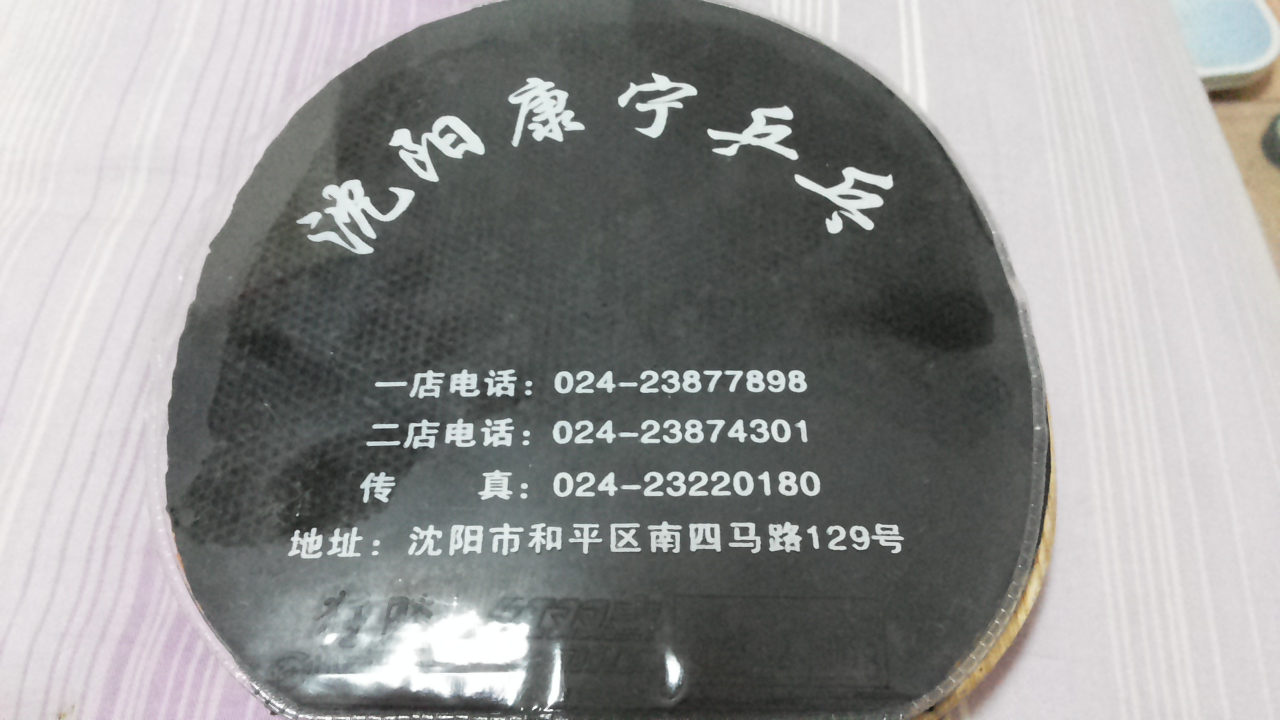 沈阳康宁乒乓
一店电话：024-23877898
二店电话：024-23874301
传　　真：024-23220180
地址：沈阳市和平区南四马路129号